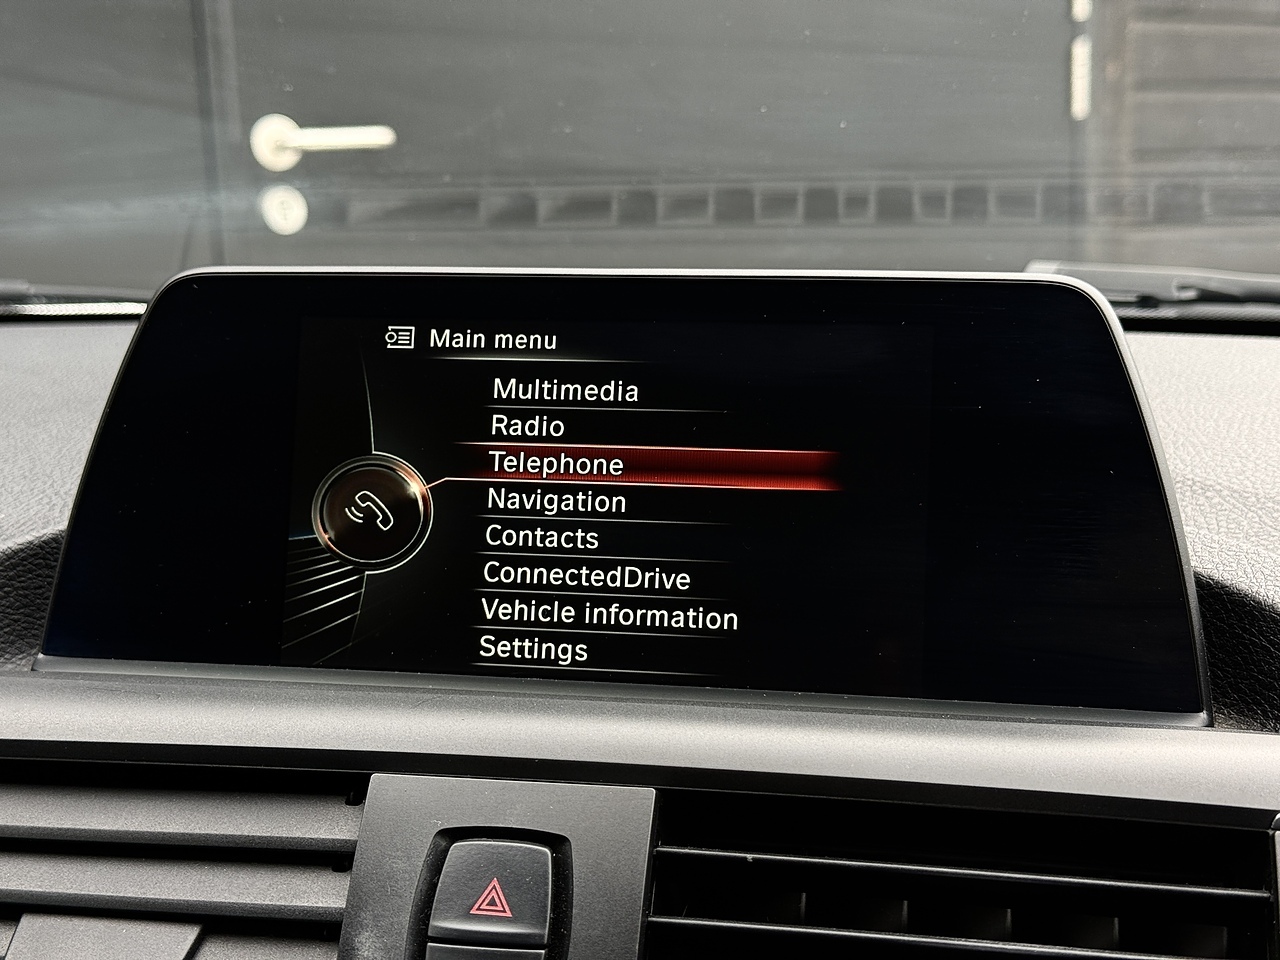 Main menu
Multimedia
Radio
Telephone
Navigation
Contacts
ConnectedDrive
Vehicle information
Settings